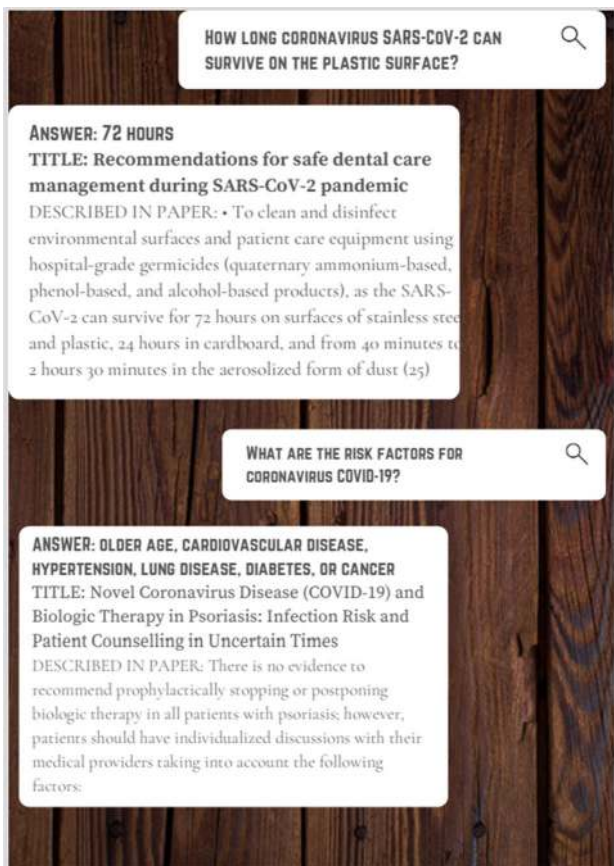 HOW LONG CORONAVIRUS SARS-COV-2 CAN
SURVIVE ON THE PLASTIC SURFACE?
ANSWER: 72 HOURS
TITLE: Recommendations for safe dental care
management during SARS-CoV-2 pandemic
DESCRIBED IN PAPER: • To clean and disinfect
environmental surfaces and patient care equipment using
hospital-grade germicides (quaternary ammonium-based,
phenol-based, and alcohol-based products), as the SARS-
CoV-2 can survive for 72 hours on surfaces of stainless stee
and plastic, 24 hours in cardboard, and from 40 minutes to
2 hours 30 minutes in the aerosolized form of dust (25)
WHAT ARE THE RISK FACTORS FOR
CORONAVIRUS COVID-19?
ANSWER: OLDER AGE, CARDIOVASCULAR DISEASE,
HYPERTENSION, LUNG DISEASE, DIABETES, OR CANCER
TITLE: Novel Coronavirus Disease (COVID-19) and
Biologic Therapy in Psoriasis: Infection Risk and
Patient Counselling in Uncertain Times
DESCRIBED IN PAPER: There is no evidence to
recommend prophylactically stopping or postponing
biologic therapy in all patients with psoriasis; however,
patients should have individualized discussions with their
medical providers taking into account the following
factors: